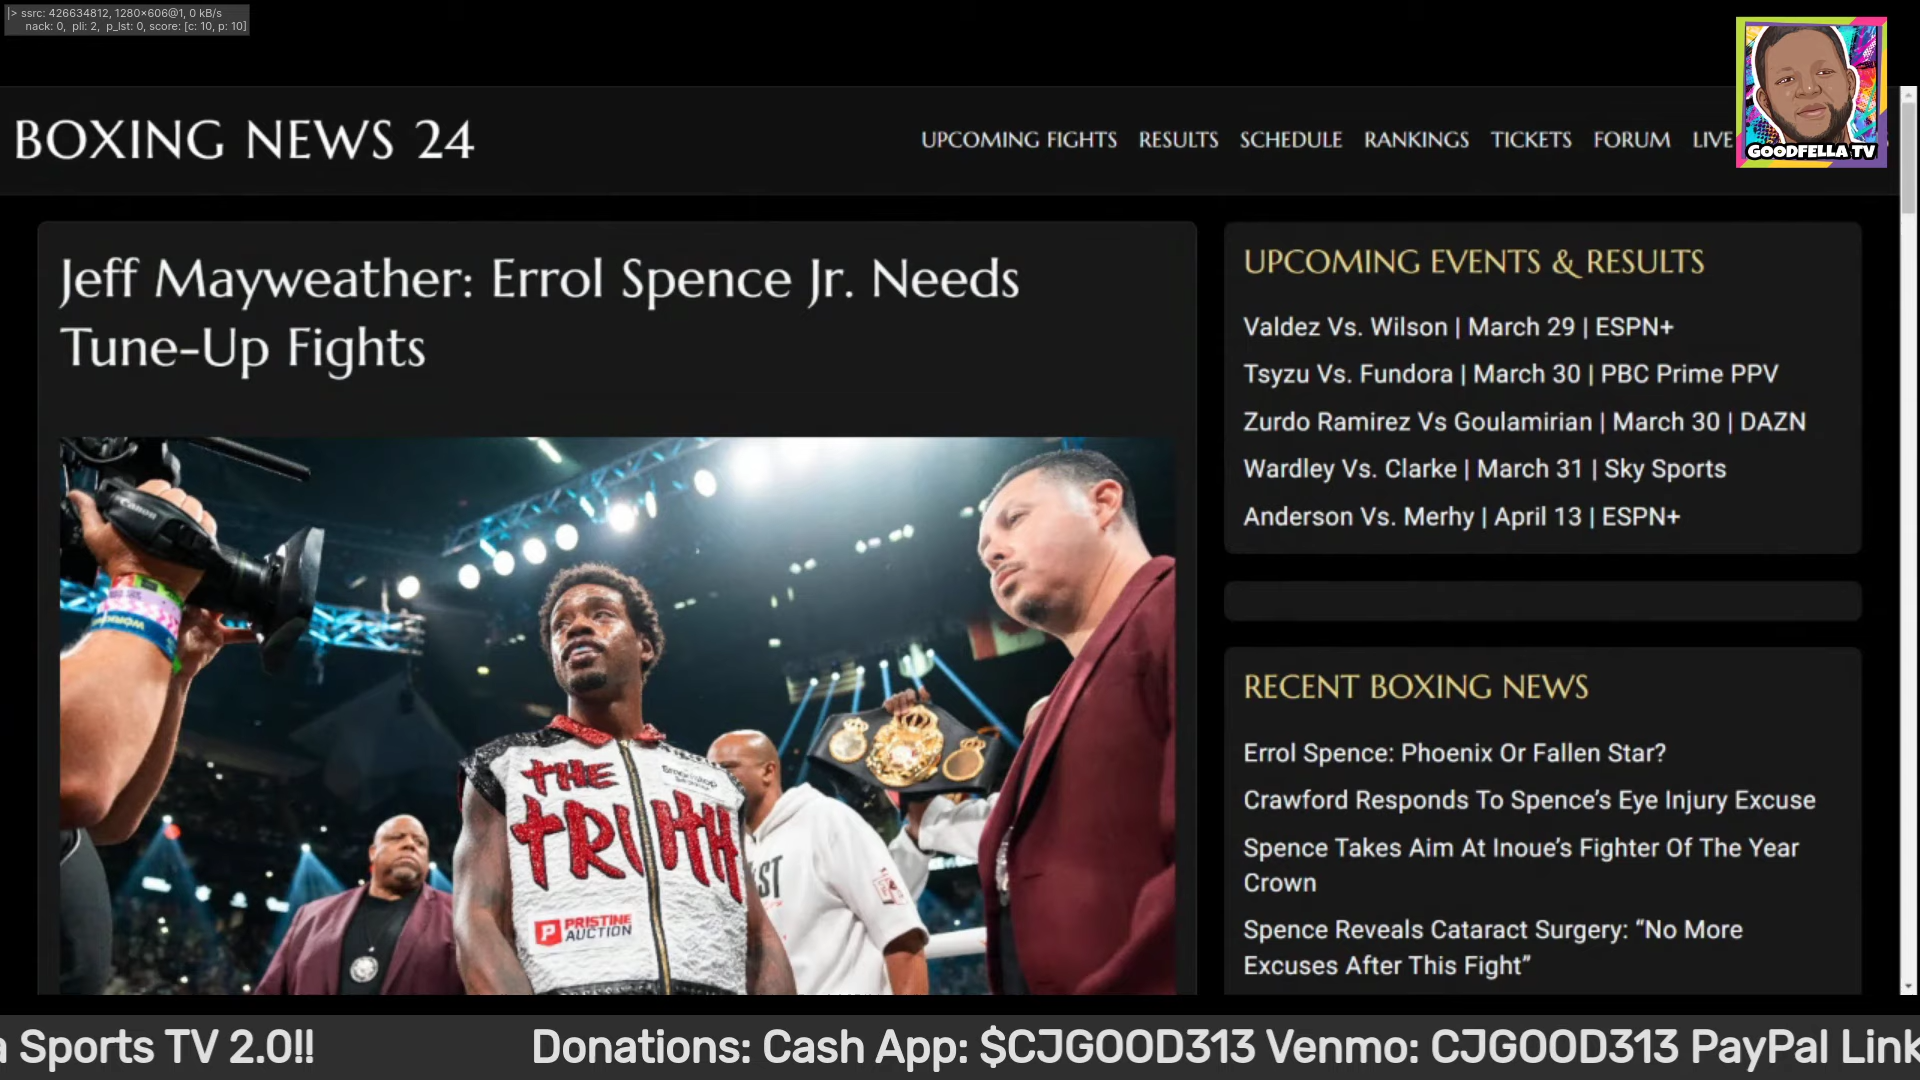 |> ssrc: 426634812, 1280x606@1, 0 kB/s
nack: 0, pli: 2, p_lst: 0, score: [c: 10, p: 10]
BOXING NEWS 24
UPCOMING FIGHTS RESULTS SCHEDULE RANKINGS TICKETS FORUM LIVE
GOODFELLA TV
Jeff Mayweather: Errol Spence Jr. Needs
Tune-Up Fights
Canon
THE
TRUTH
PRISTINE
AUCTION
UPCOMING EVENTS & RESULTS
Valdez Vs. Wilson | March 29 | ESPN+
Tsyzu Vs. Fundora | March 30 | PBC Prime PPV
Zurdo Ramirez Vs Goulamirian | March 30 | DAZN
Wardley Vs. Clarke | March 31 | Sky Sports
Anderson Vs. Merhy | April 13 | ESPN+
RECENT BOXING NEWS
Errol Spence: Phoenix Or Fallen Star?
Crawford Responds To Spence’s Eye Injury Excuse
Spence Takes Aim At Inoue’s Fighter Of The Year
Crown
Spence Reveals Cataract Surgery: “No More
Excuses After This Fight”
a Sports TV 2.0!! Donations: Cash App: $CJGOOD313 Venmo: CJGOOD313 PayPal Link